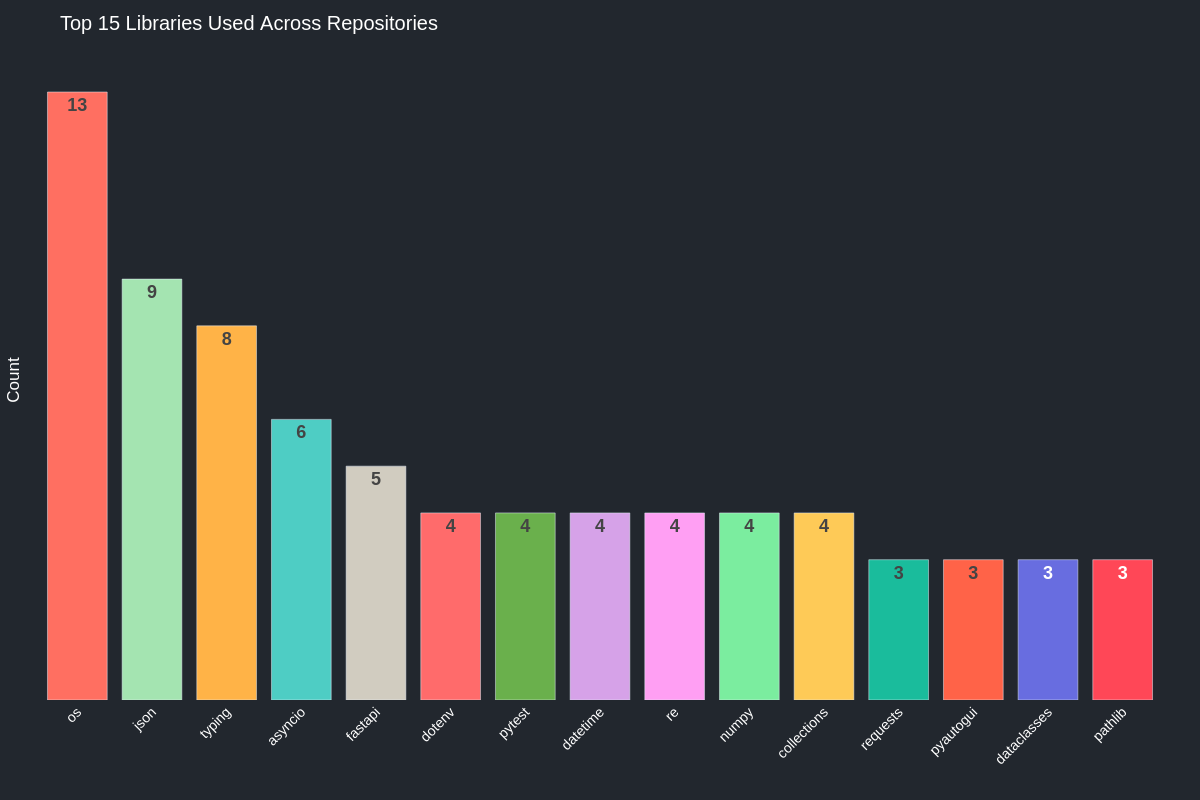 Top 15 Libraries Used Across Repositories
Count
13
9
8
6
5
4
4
4
4
4
4
3
3
3
3
os
json
typing
asyncio
fastapi
dotenv
pytest
datetime
re
numpy
collections
requests
pyautogui
dataclasses
pathlib